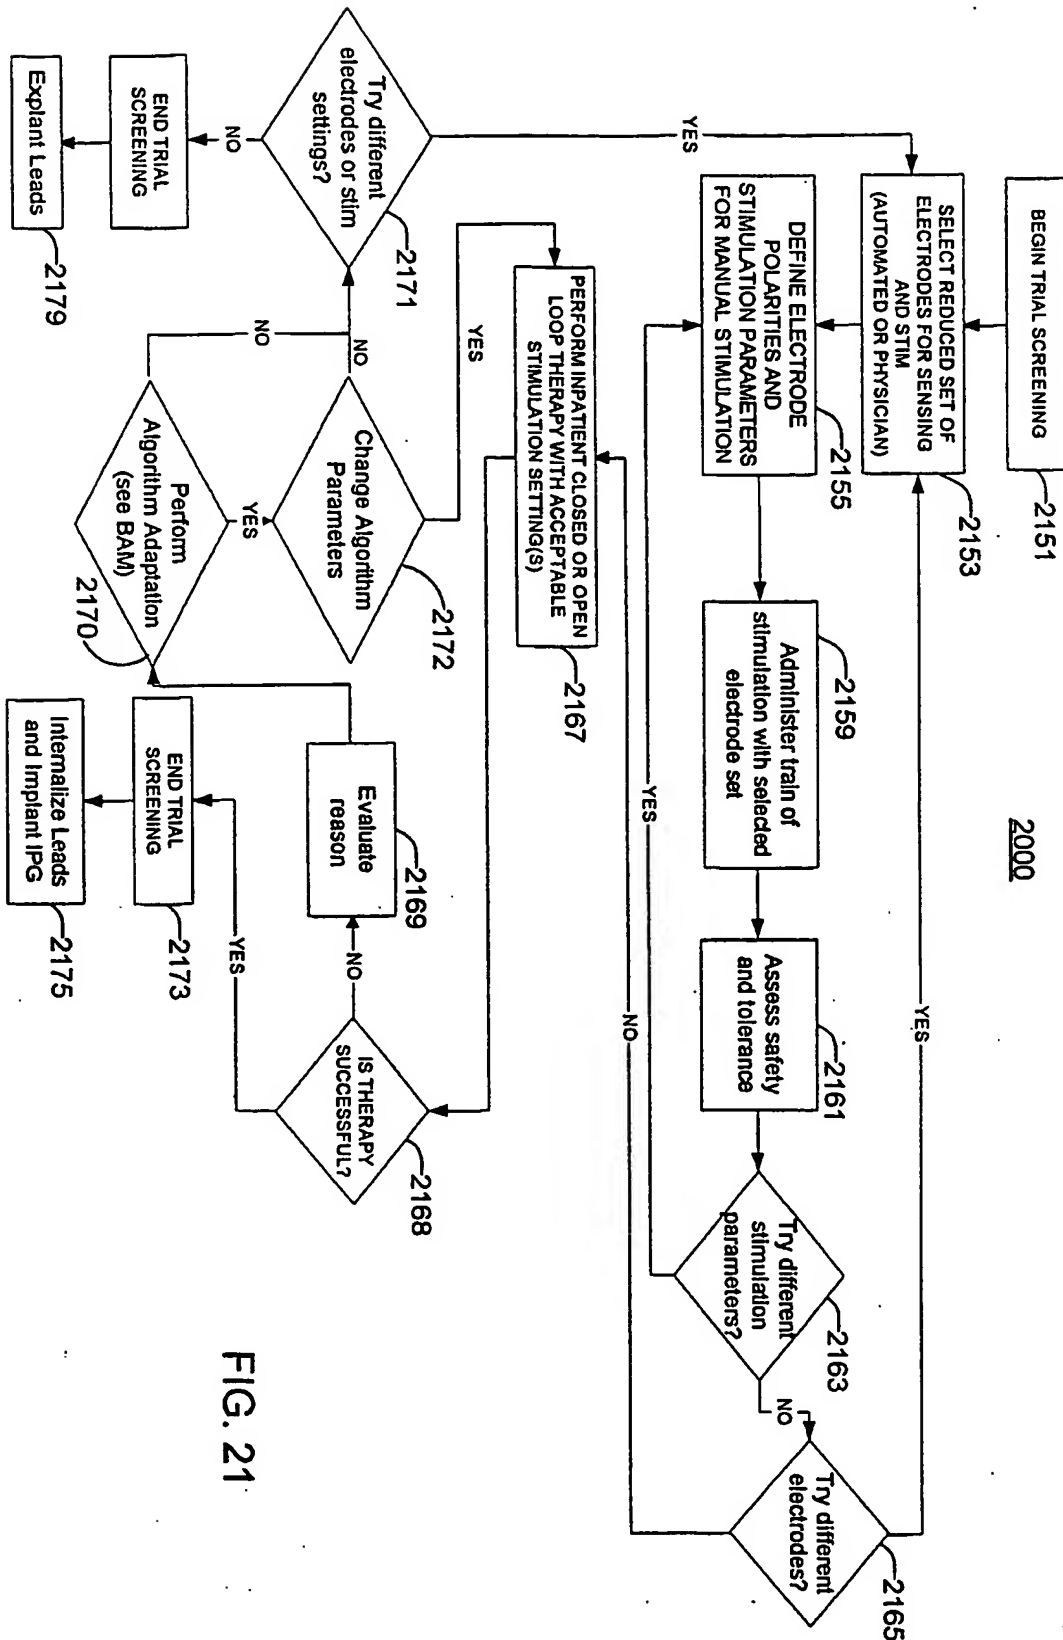 2000
BEGIN TRIAL SCREENING
2151
SELECT REDUCED SET OF
ELECTRODES FOR SENSING
AND STIM
(AUTOMATED OR PHYSICIAN)
2153
YES
YES
DEFINE ELECTRODE
POLARITIES AND
STIMULATION PARAMETERS
FOR MANUAL STIMULATION
2155
Administer train of
stimulation with selected
electrode set
2159
Assess safety
and tolerance
2161
Try different
stimulation
parameters?
2163
NO
Try different
electrodes?
2165
YES
NO
PERFORM INPATIENT CLOSED OR OPEN
LOOP THERAPY WITH ACCEPTABLE
STIMULATION SETTING(S)
2167
YES
Try different
electrodes or stim
settings?
2171
NO
Change Algorithm
Parameters
2172
NO
YES
Perform
Algorithm Adaptation
(see BAM)
2170
Evaluate
reason
2169
NO
IS THERAPY
SUCCESSFUL?
2168
YES
NO
END TRIAL
SCREENING
Explant Leads
2179
END TRIAL
SCREENING
2173
Internalize Leads
and Implant IPG
2175
FIG. 21